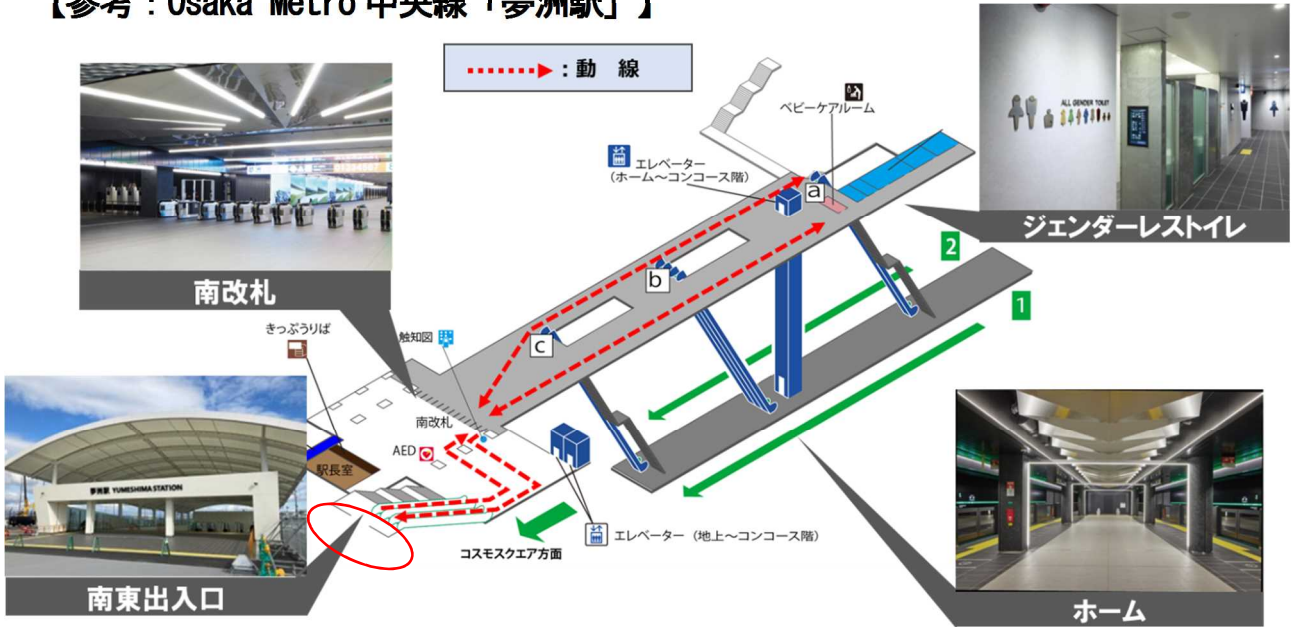 【参考：Osaka Metro 中央線「夢洲駅」】
：動 線
ベビーケアルーム
ALL GENDER TOILET
エレベーター
（ホーム～コンコース階）
a
ジェンダーレストイレ
2
南改札
b
1
きっぷうりば
触知図
c
南改札
AED
駅長室
夢洲駅 YUMESHIMA STATION
エレベーター（地上～コンコース階）
コスモスクエア方面
南東出入口
ホーム